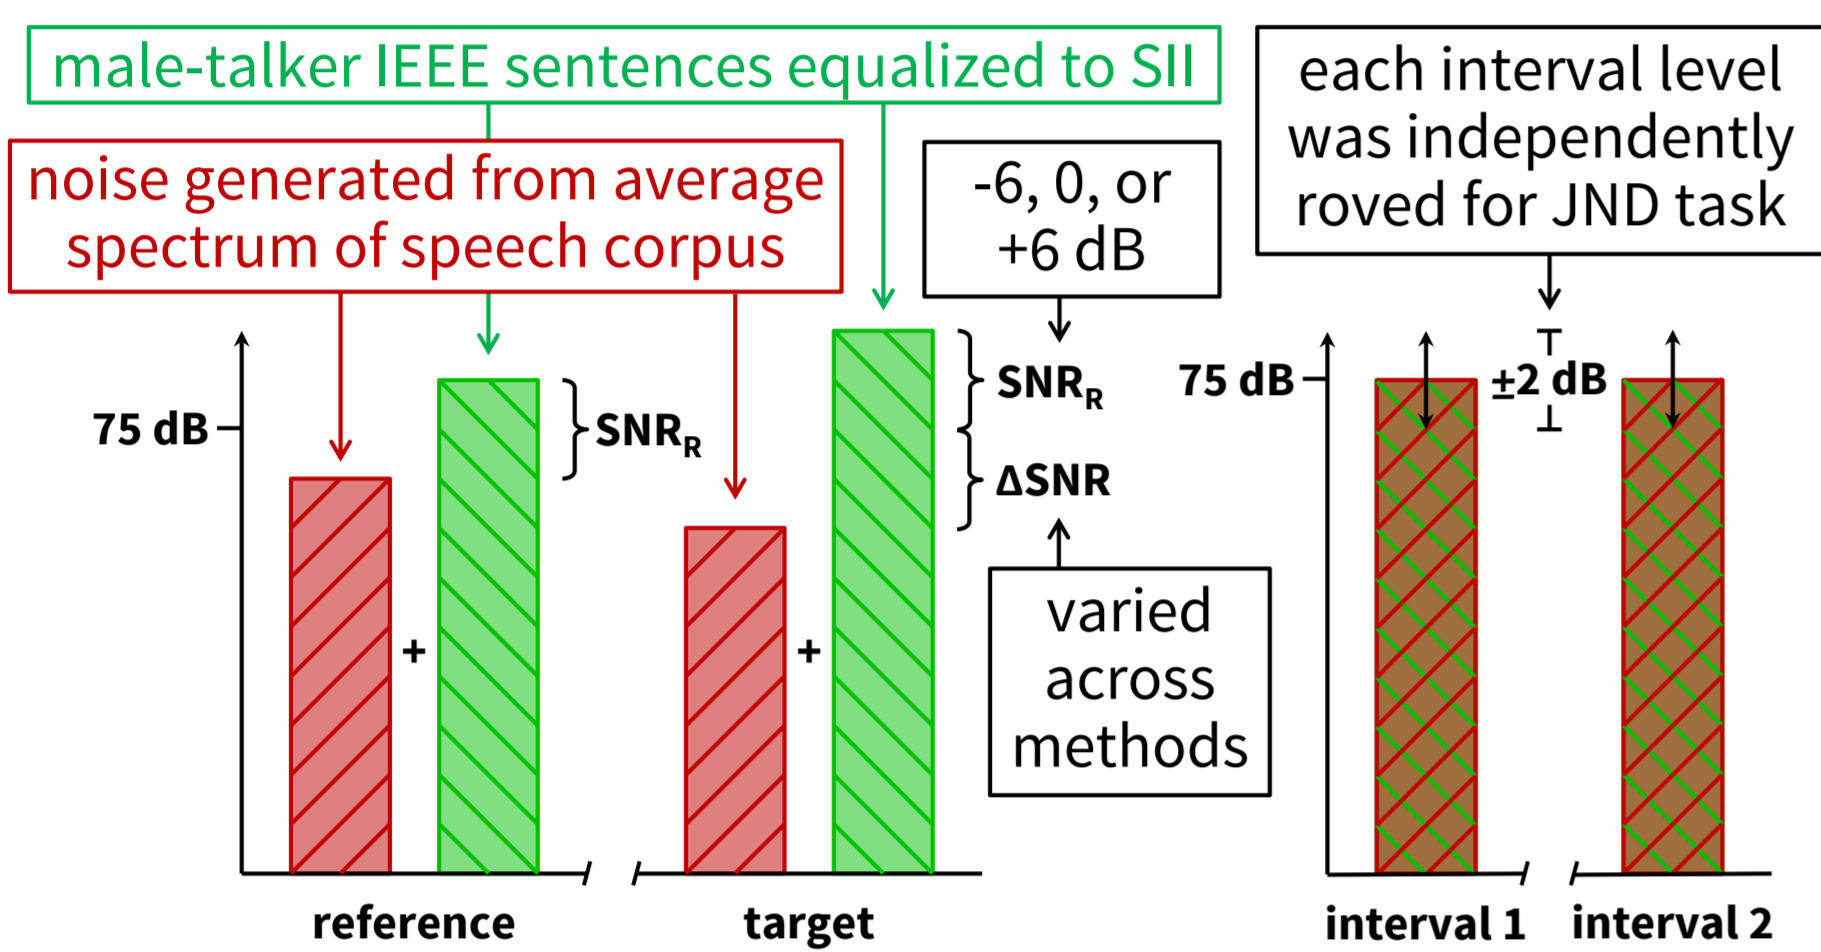 male-talker IEEE sentences equalized to SII
noise generated from average
spectrum of speech corpus
-6, 0, or
+6 dB
each interval level
was independently
roved for JND task
75 dB
SNR_R
+
+
SNR_R
ΔSNR
varied
across
methods
reference
target
75 dB
±2 dB
interval 1
interval 2